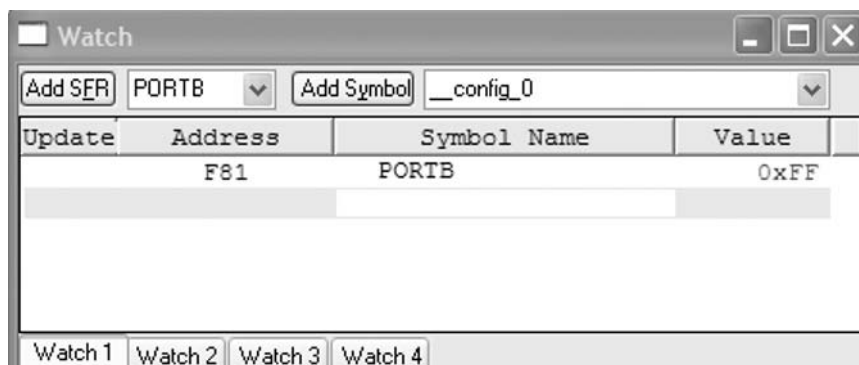 Watch
Add SFR PORTB Add Symbol __config_0
Update Address Symbol Name Value
F81 PORTB 0xFF
Watch 1 Watch 2 Watch 3 Watch 4